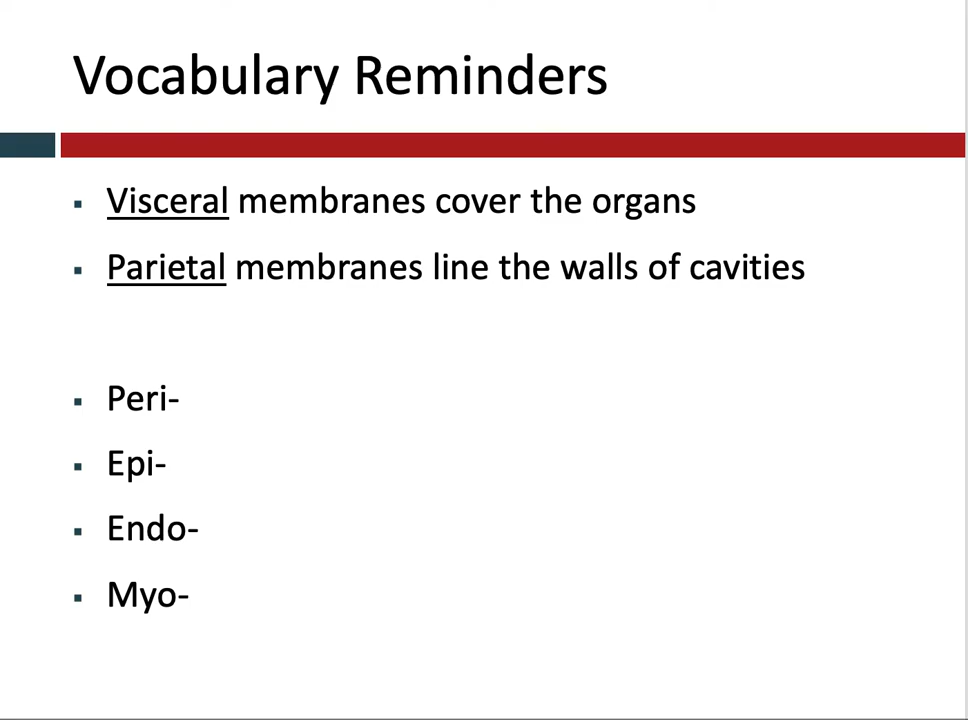 Vocabulary Reminders
▪ Visceral membranes cover the organs
▪ Parietal membranes line the walls of cavities
▪ Peri-
▪ Epi-
▪ Endo-
▪ Myo-